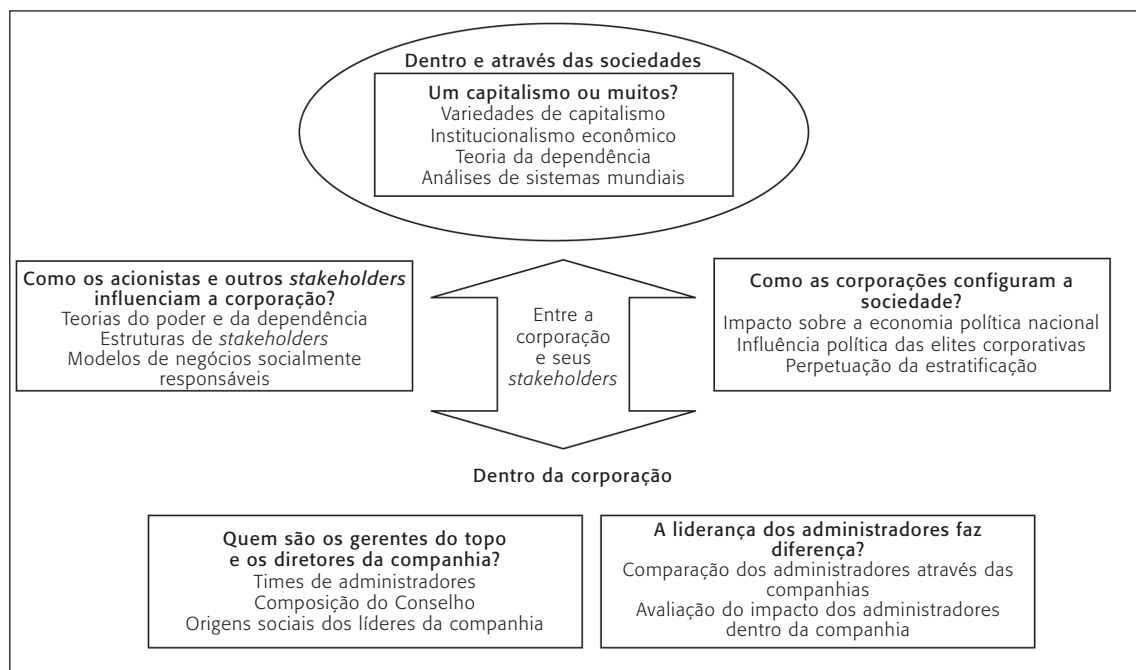 Dentro e através das sociedades
Um capitalismo ou muitos?
Variedades de capitalismo
Institucionalismo econômico
Teoria da dependência
Análises de sistemas mundiais
Como os acionistas e outros stakeholders
influenciam a corporação?
Teorias do poder e da dependência
Estruturas de stakeholders
Modelos de negócios socialmente
responsáveis
Entre a
corporação
e seus
stakeholders
Como as corporações configuram a
sociedade?
Impacto sobre a economia política nacional
Influência política das elites corporativas
Perpetuação da estratificação
Dentro da corporação
Quem são os gerentes do topo
e os diretores da companhia?
Times de administradores
Composição do Conselho
Origens sociais dos líderes da companhia
A liderança dos administradores faz
diferença?
Comparação dos administradores através das
companhias
Avaliação do impacto dos administradores
dentro da companhia